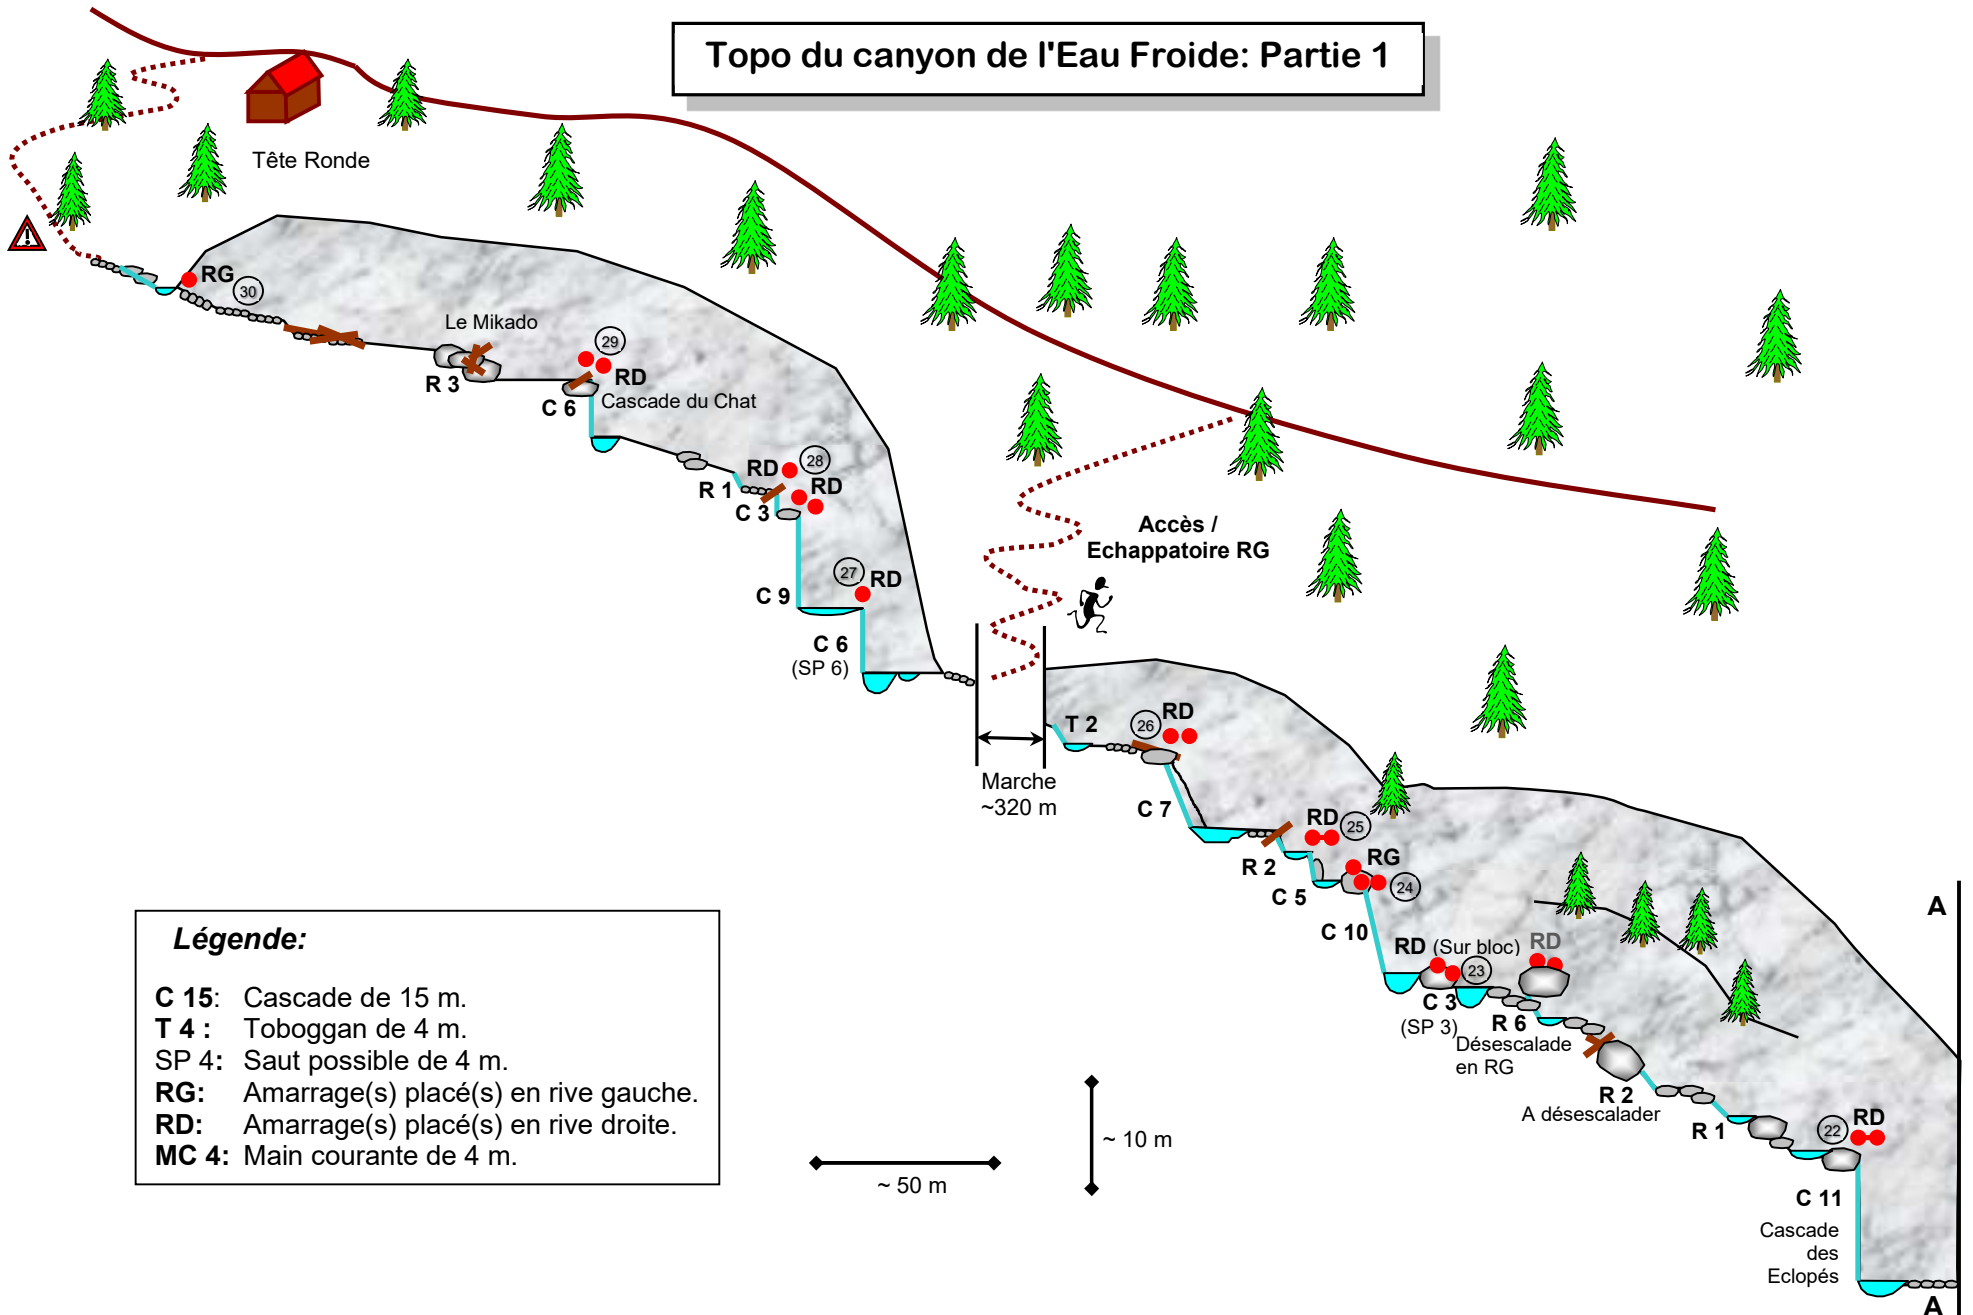 Topo du canyon de l'Eau Froide: Partie 1
Tête Ronde
RG
30
Le Mikado
R 3
29
RD
C 6
Cascade du Chat
RD
28
R 1
RD
C 3
27
RD
C 9
C 6
(SP 6)
Accès /
Echappatoire RG
Marche
~320 m
T 2
26
RD
C 7
RD
25
R 2
RG
24
C 5
C 10
RD
(Sur bloc)
23
RD
C 3
(SP 3)
R 6
Désescalade
en RG
R 2
A désescalader
R 1
22
RD
C 11
Cascade
des
Eclopés
A
A
Légende:
C 15: Cascade de 15 m.
T 4 : Toboggan de 4 m.
SP 4: Saut possible de 4 m.
RG: Amarrage(s) placé(s) en rive gauche.
RD: Amarrage(s) placé(s) en rive droite.
MC 4: Main courante de 4 m.
~ 50 m
~ 10 m